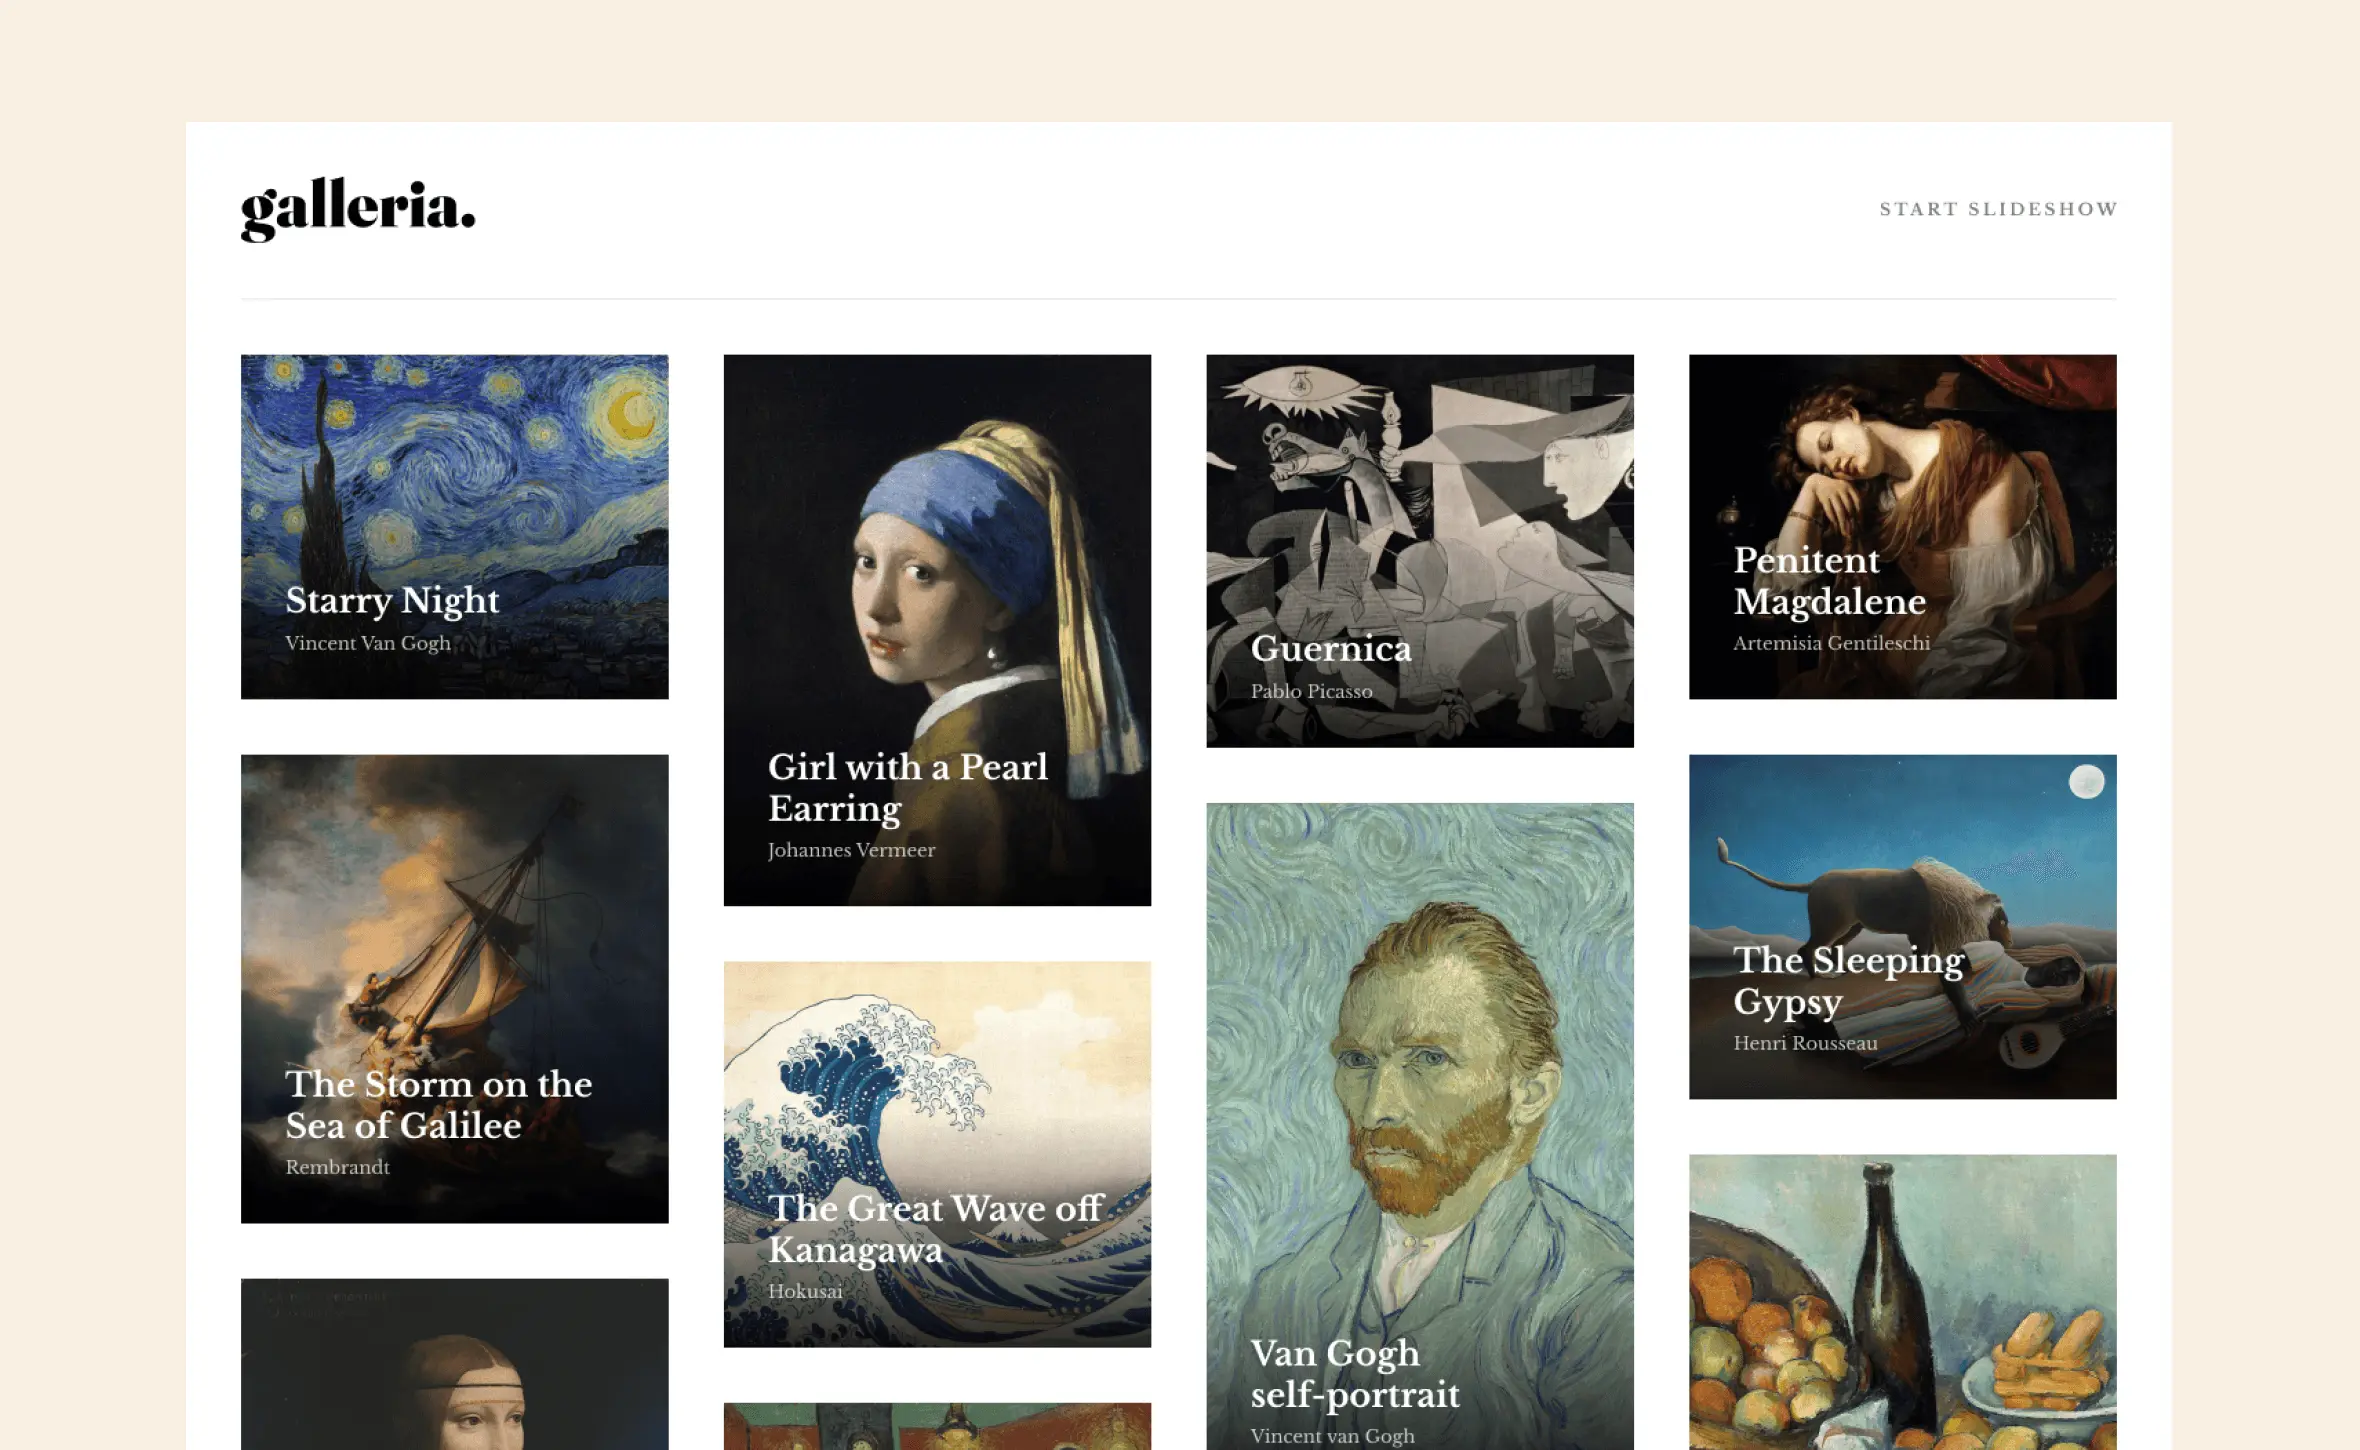 galleria.
START SLIDESHOW
Starry Night
Vincent Van Gogh
Girl with a Pearl
Earring
Johannes Vermeer
Guernica
Pablo Picasso
Penitent
Magdalene
Artemisia Gentileschi
The Storm on the
Sea of Galilee
Rembrandt
The Great Wave off
Kanagawa
Hokusai
Van Gogh
self-portrait
Vincent van Gogh
The Sleeping
Gypsy
Henri Rousseau